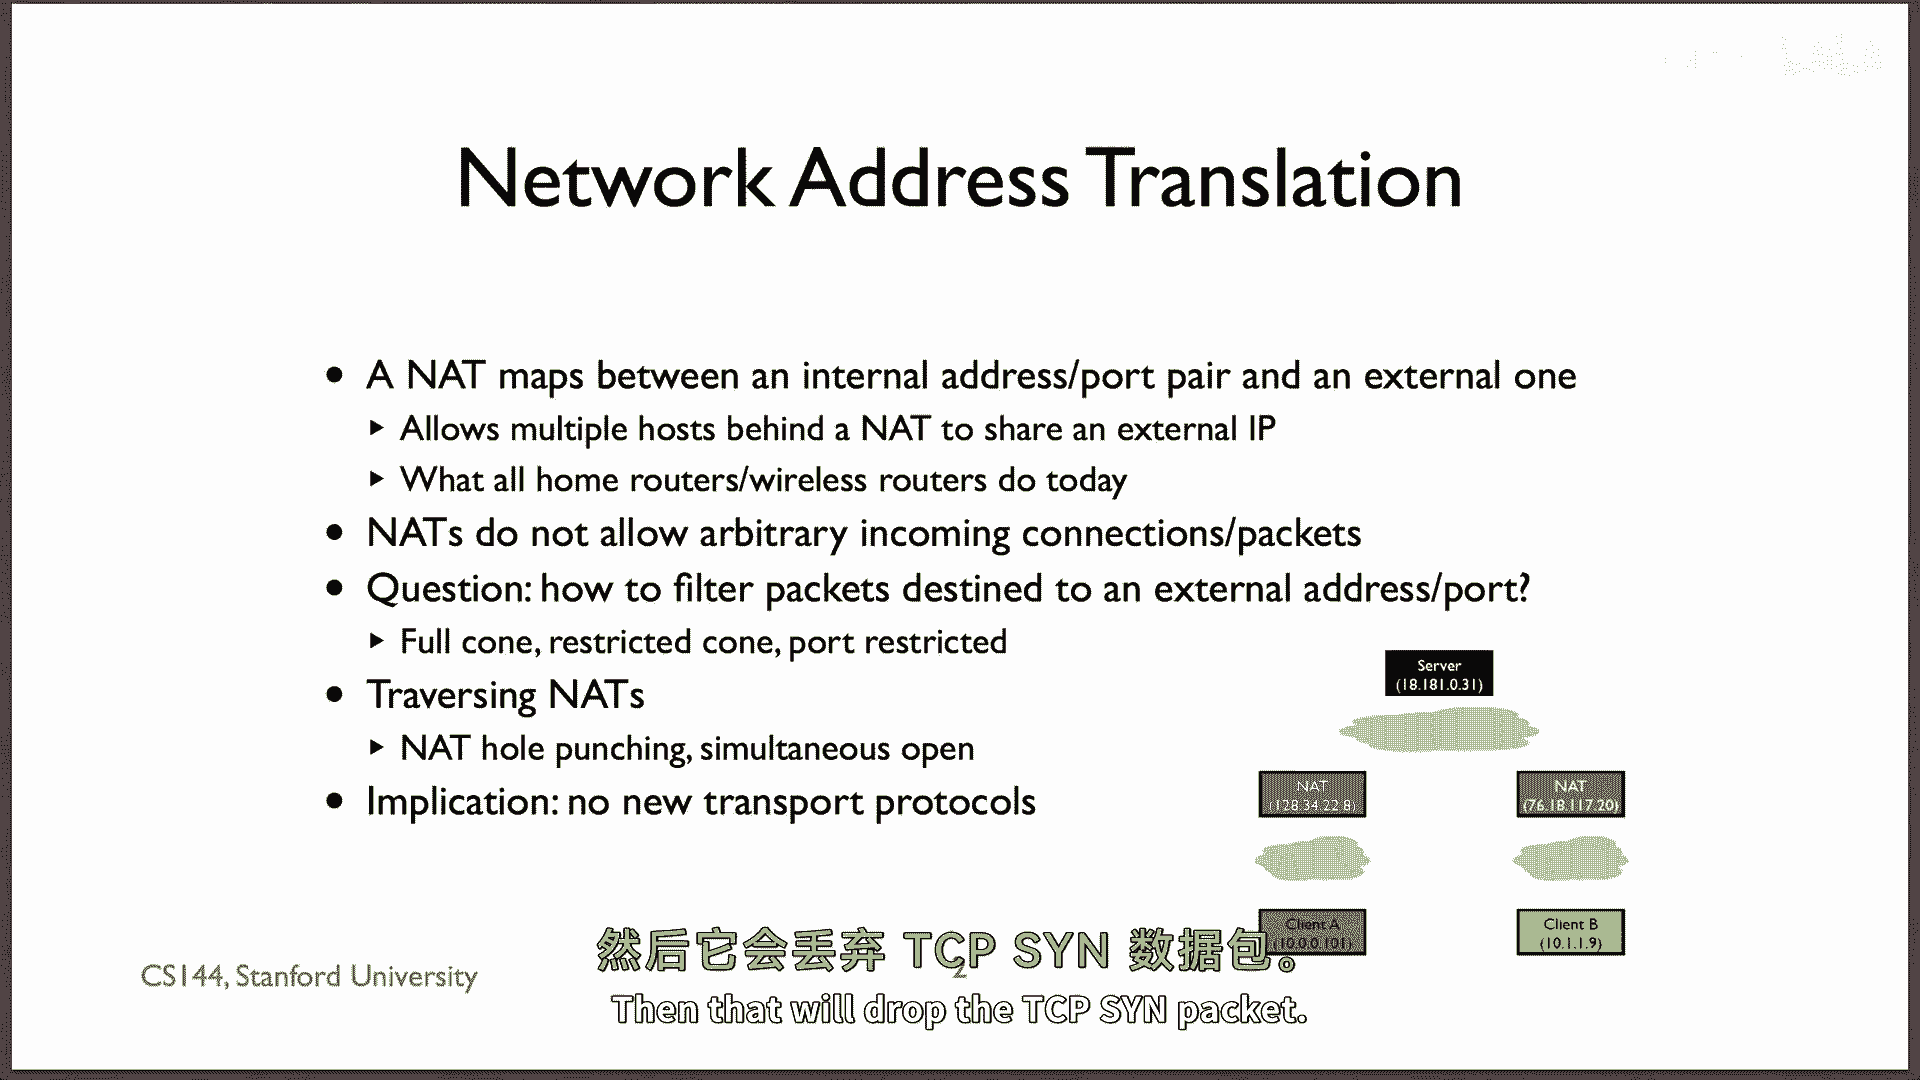 Network Address Translation
• A NAT maps between an internal address/port pair and an external one
▸ Allows multiple hosts behind a NAT to share an external IP
▸ What all home routers/wireless routers do today
• NATs do not allow arbitrary incoming connections/packets
• Question: how to filter packets destined to an external address/port?
▸ Full cone, restricted cone, port restricted
• Traversing NATs
▸ NAT hole punching, simultaneous open
• Implication: no new transport protocols
Server
(18.181.0.31)
NAT
(128.34.22.8)
NAT
(76.18.117.20)
Client A
(10.0.0.101)
Client B
(10.1.1.9)
CS144, Stanford University
2
然后它会丢弃 TCP SYN 数据包。
Then that will drop the TCP SYN packet.